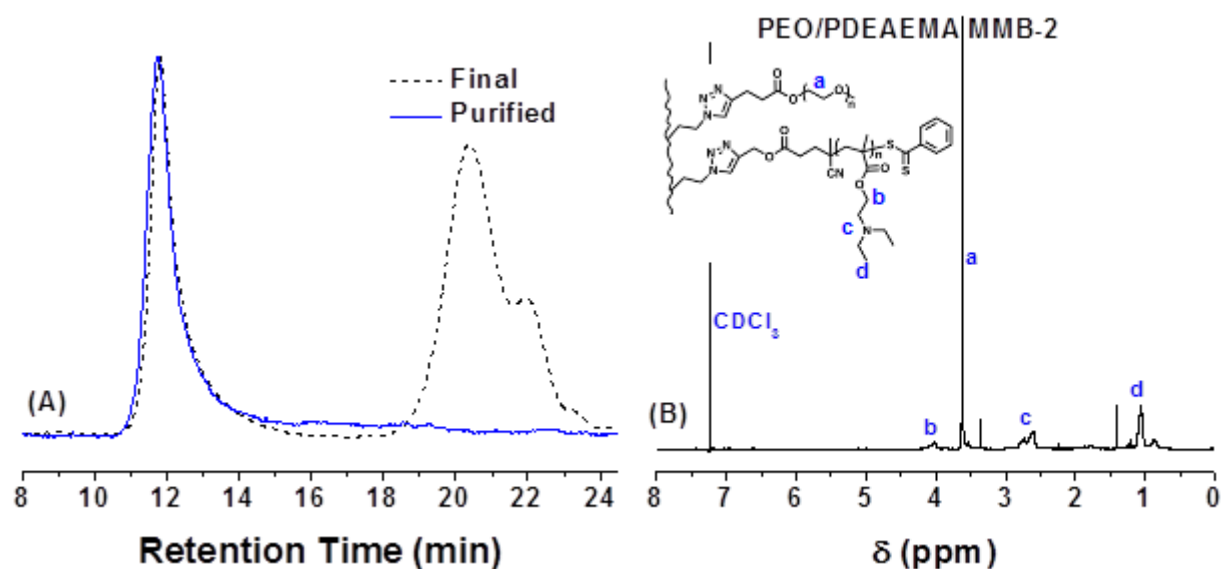 Final
Purified
(A)
8 10 12 14 16 18 20 22 24
Retention Time (min)
PEO/PDEAEMA MMB-2
a
O
N
N
N
O
O
n
N
N
N
O
O
CN
n
S
S
O
O
b
c
N
d
a
CDCl₃
(B)
b
c
d
8 7 6 5 4 3 2 1 0
δ (ppm)